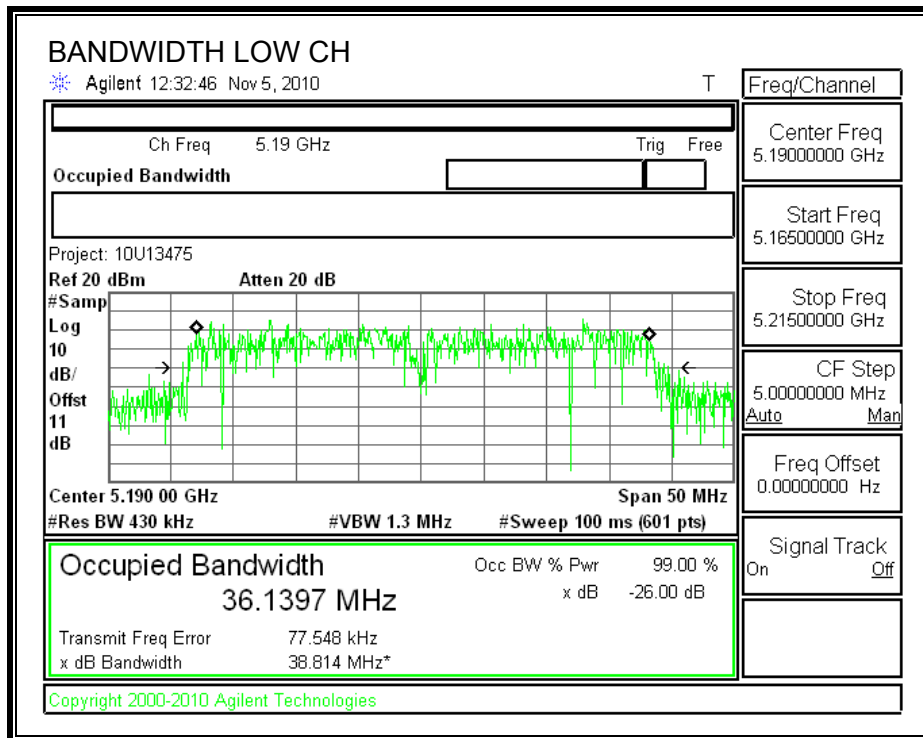 BANDWIDTH LOW CH
Agilent 12:32:46 Nov 5, 2010 T
Freq/Channel
Ch Freq 5.19 GHz Trig Free
Occupied Bandwidth
Center Freq
5.19000000 GHz
Start Freq
5.16500000 GHz
Stop Freq
5.21500000 GHz
CF Step
5.00000000 MHz
Auto Man
Freq Offset
0.00000000 Hz
Signal Track
On Off
Project: 10U13475
Ref 20 dBm Atten 20 dB
#Samp
Log
10
dB/
Offst
11
dB
Center 5.190 00 GHz Span 50 MHz
#Res BW 430 kHz #VBW 1.3 MHz #Sweep 100 ms (601 pts)
Occupied Bandwidth Occ BW % Pwr 99.00 %
36.1397 MHz x dB -26.00 dB
Transmit Freq Error 77.548 kHz
x dB Bandwidth 38.814 MHz*
Copyright 2000-2010 Agilent Technologies